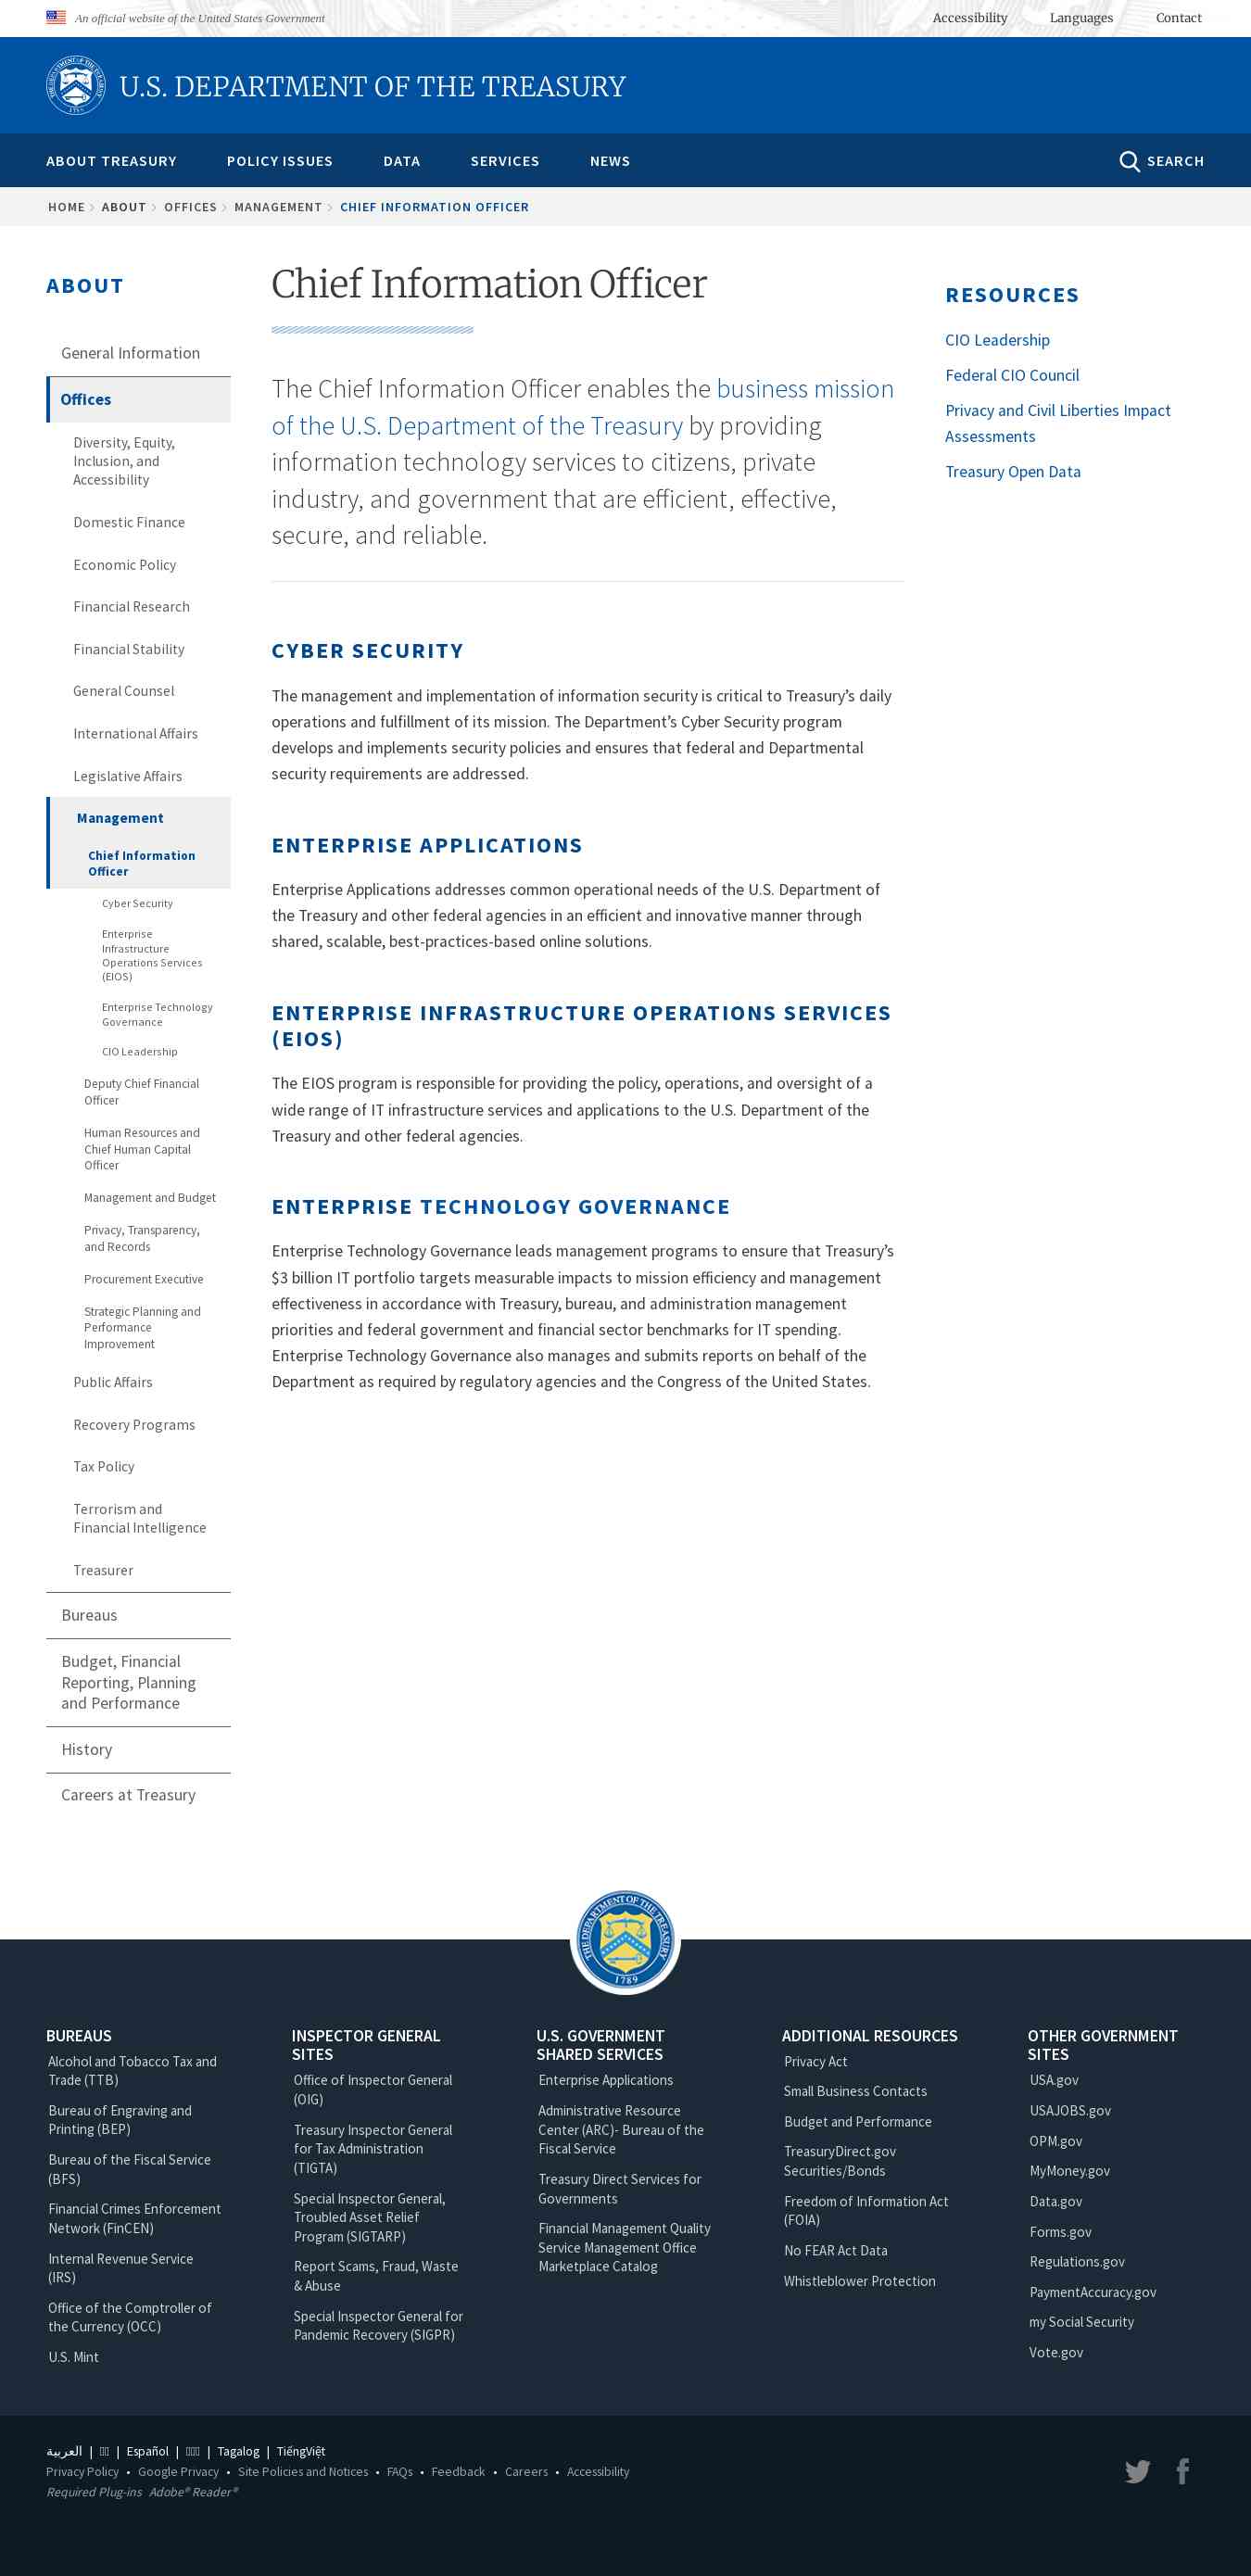 An official website of the United States Government
Accessibility
Languages
Contact
U.S. DEPARTMENT OF THE TREASURY
ABOUT TREASURY
POLICY ISSUES
DATA
SERVICES
NEWS
SEARCH
HOME
ABOUT
OFFICES
MANAGEMENT
CHIEF INFORMATION OFFICER
ABOUT
General Information
Offices
Diversity, Equity,
Inclusion, and
Accessibility
Domestic Finance
Economic Policy
Financial Research
Financial Stability
General Counsel
International Affairs
Legislative Affairs
Management
Chief Information
Officer
Cyber Security
Enterprise
Infrastructure
Operations Services
(EIOS)
Enterprise Technology
Governance
CIO Leadership
Deputy Chief Financial
Officer
Human Resources and
Chief Human Capital
Officer
Management and Budget
Privacy, Transparency,
and Records
Procurement Executive
Strategic Planning and
Performance
Improvement
Public Affairs
Recovery Programs
Tax Policy
Terrorism and
Financial Intelligence
Treasurer
Bureaus
Budget, Financial
Reporting, Planning
and Performance
History
Careers at Treasury
Chief Information Officer
The Chief Information Officer enables the business mission
of the U.S. Department of the Treasury by providing
information technology services to citizens, private
industry, and government that are efficient, effective,
secure, and reliable.
CYBER SECURITY
The management and implementation of information security is critical to Treasury’s daily
operations and fulfillment of its mission. The Department’s Cyber Security program
develops and implements security policies and ensures that federal and Departmental
security requirements are addressed.
ENTERPRISE APPLICATIONS
Enterprise Applications addresses common operational needs of the U.S. Department of
the Treasury and other federal agencies in an efficient and innovative manner through
shared, scalable, best-practices-based online solutions.
ENTERPRISE INFRASTRUCTURE OPERATIONS SERVICES
(EIOS)
The EIOS program is responsible for providing the policy, operations, and oversight of a
wide range of IT infrastructure services and applications to the U.S. Department of the
Treasury and other federal agencies.
ENTERPRISE TECHNOLOGY GOVERNANCE
Enterprise Technology Governance leads management programs to ensure that Treasury’s
$3 billion IT portfolio targets measurable impacts to mission efficiency and management
effectiveness in accordance with Treasury, bureau, and administration management
priorities and federal government and financial sector benchmarks for IT spending.
Enterprise Technology Governance also manages and submits reports on behalf of the
Department as required by regulatory agencies and the Congress of the United States.
RESOURCES
CIO Leadership
Federal CIO Council
Privacy and Civil Liberties Impact
Assessments
Treasury Open Data
THE DEPARTMENT OF THE TREASURY
1789
BUREAUS
Alcohol and Tobacco Tax and
Trade (TTB)
Bureau of Engraving and
Printing (BEP)
Bureau of the Fiscal Service
(BFS)
Financial Crimes Enforcement
Network (FinCEN)
Internal Revenue Service
(IRS)
Office of the Comptroller of
the Currency (OCC)
U.S. Mint
INSPECTOR GENERAL
SITES
Office of Inspector General
(OIG)
Treasury Inspector General
for Tax Administration
(TIGTA)
Special Inspector General,
Troubled Asset Relief
Program (SIGTARP)
Report Scams, Fraud, Waste
& Abuse
Special Inspector General for
Pandemic Recovery (SIGPR)
U.S. GOVERNMENT
SHARED SERVICES
Enterprise Applications
Administrative Resource
Center (ARC)- Bureau of the
Fiscal Service
Treasury Direct Services for
Governments
Financial Management Quality
Service Management Office
Marketplace Catalog
ADDITIONAL RESOURCES
Privacy Act
Small Business Contacts
Budget and Performance
TreasuryDirect.gov
Securities/Bonds
Freedom of Information Act
(FOIA)
No FEAR Act Data
Whistleblower Protection
OTHER GOVERNMENT
SITES
USA.gov
USAJOBS.gov
OPM.gov
MyMoney.gov
Data.gov
Forms.gov
Regulations.gov
PaymentAccuracy.gov
my Social Security
Vote.gov
العربية | | Español | | Tagalog | TiếngViệt
Privacy Policy • Google Privacy • Site Policies and Notices • FAQs • Feedback • Careers • Accessibility
Required Plug-ins Adobe® Reader®